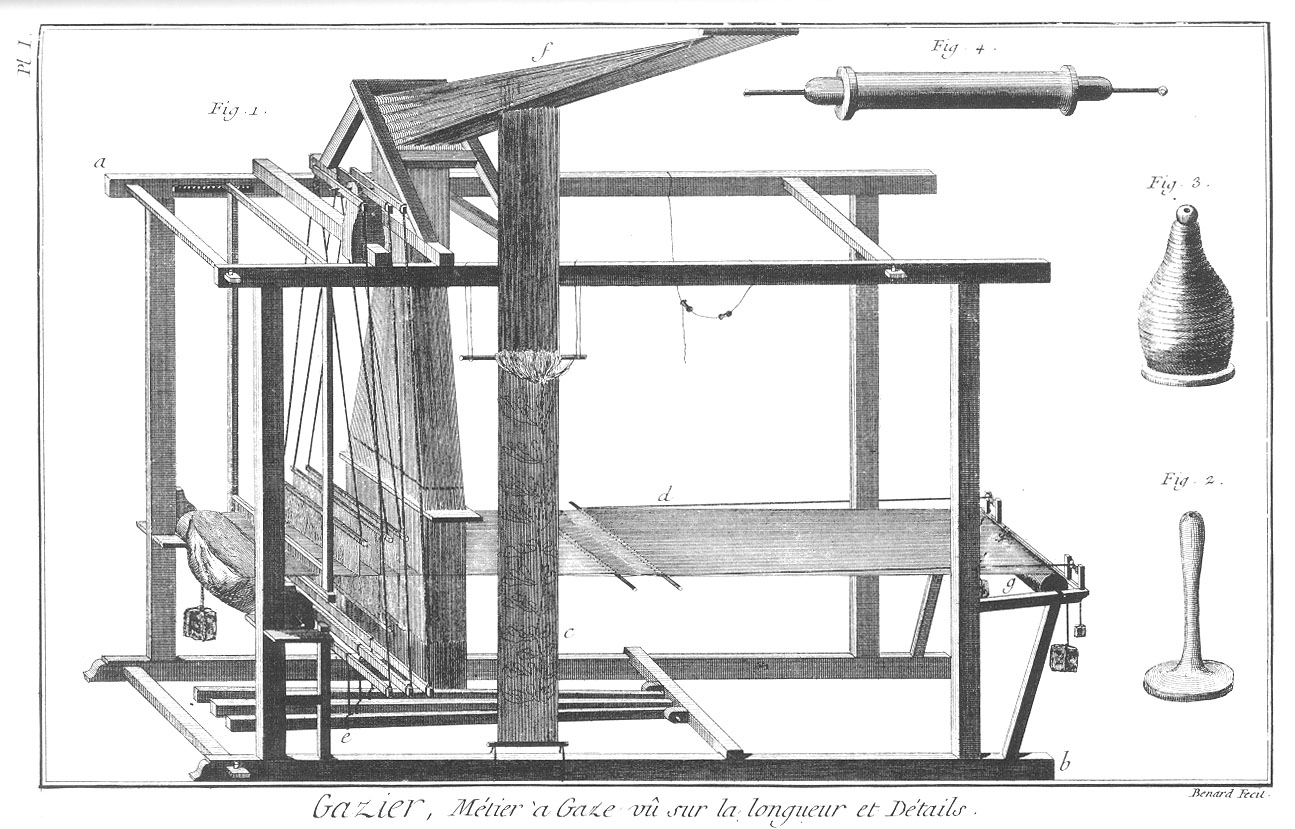 Pl. I.
Fig. 1.
f
Fig. 4.
a
Fig. 3.
d
Fig. 2.
g
c
e
b
Benard Fecit.
Gazier, Métier a Gaze vû sur la longueur et Détails.